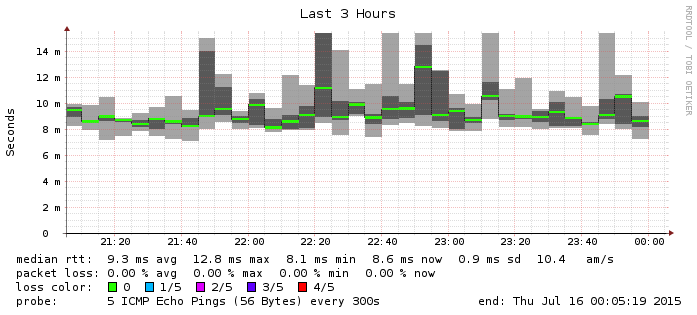 Last 3 Hours
RRDTOOL / TOBI OETIKER
Seconds
14 m
12 m
10 m
8 m
6 m
4 m
2 m
0
21:20 21:40 22:00 22:20 22:40 23:00 23:20 23:40 00:00
median rtt: 9.3 ms avg 12.8 ms max 8.1 ms min 8.6 ms now 0.9 ms sd 10.4 am/s
packet loss: 0.00 % avg 0.00 % max 0.00 % min 0.00 % now
loss color: 0 1/5 2/5 3/5 4/5
probe: 5 ICMP Echo Pings (56 Bytes) every 300s end: Thu Jul 16 00:05:19 2015